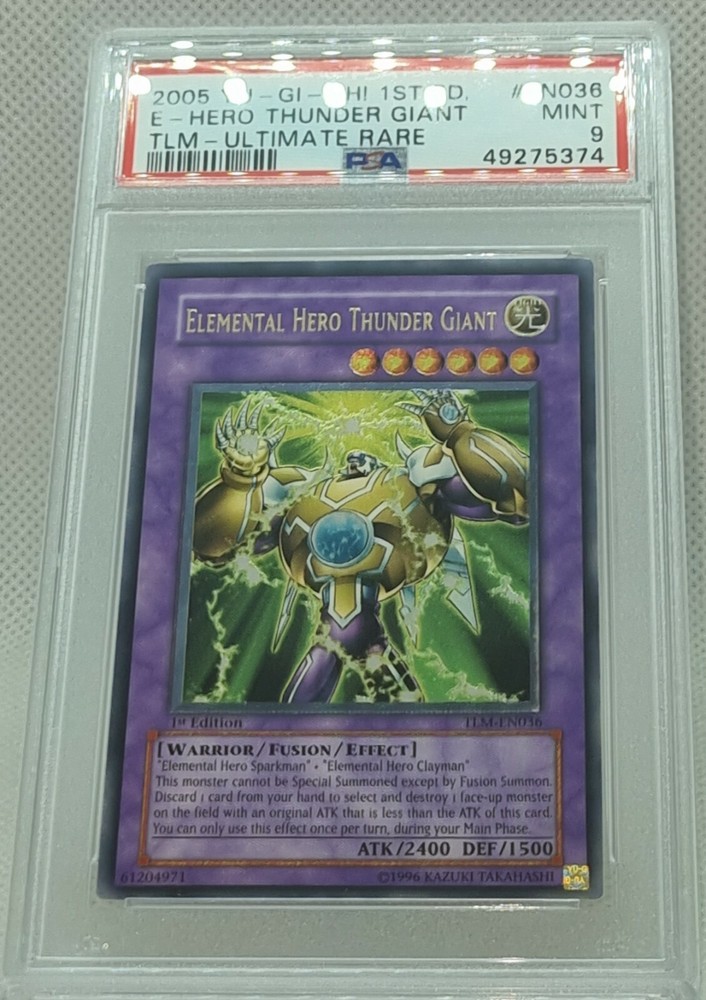 2005 YU-GI-OH! 1ST ED. #EN036
E-HERO THUNDER GIANT MINT
TLM-ULTIMATE RARE 9
PSA 49275374
ELEMENTAL HERO THUNDER GIANT
LIGHT
光
1st Edition TLM-EN036
[WARRIOR/FUSION/EFFECT]
"Elemental Hero Sparkman" + "Elemental Hero Clayman"
This monster cannot be Special Summoned except by Fusion Summon.
Discard 1 card from your hand to select and destroy 1 face-up monster
on the field with an original ATK that is less than the ATK of this card.
You can only use this effect once per turn, during your Main Phase.
ATK/2400 DEF/1500
61204971 ©1996 KAZUKI TAKAHASHI